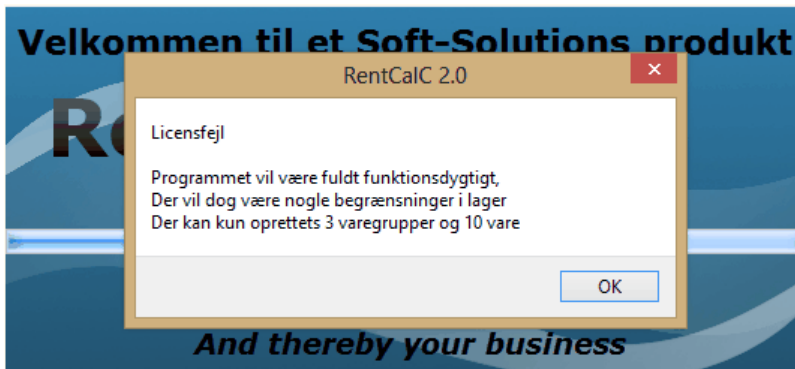 Velkommen til et Soft-Solutions produkt
RentCalC 2.0
Licensfejl
Programmet vil være fuldt funktionsdygtigt,
Der vil dog være nogle begrænsninger i lager
Der kan kun oprettets 3 varegrupper og 10 vare
OK
And thereby your business